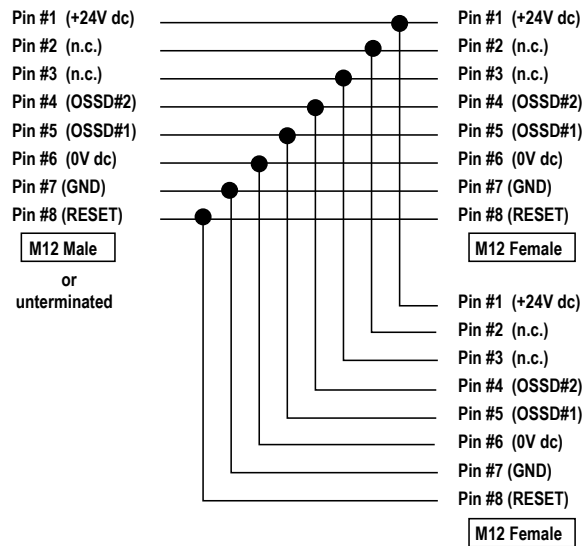 Pin #1 (+24V dc)
Pin #2 (n.c.)
Pin #3 (n.c.)
Pin #4 (OSSD#2)
Pin #5 (OSSD#1)
Pin #6 (0V dc)
Pin #7 (GND)
Pin #8 (RESET)
M12 Male
or
unterminated
Pin #1 (+24V dc)
Pin #2 (n.c.)
Pin #3 (n.c.)
Pin #4 (OSSD#2)
Pin #5 (OSSD#1)
Pin #6 (0V dc)
Pin #7 (GND)
Pin #8 (RESET)
M12 Female
Pin #1 (+24V dc)
Pin #2 (n.c.)
Pin #3 (n.c.)
Pin #4 (OSSD#2)
Pin #5 (OSSD#1)
Pin #6 (0V dc)
Pin #7 (GND)
Pin #8 (RESET)
M12 Female